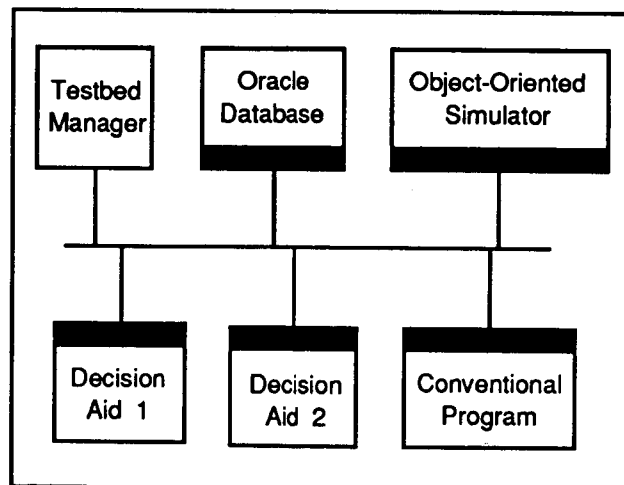 Testbed
Manager
Oracle
Database
Object-Oriented
Simulator
Decision
Aid 1
Decision
Aid 2
Conventional
Program